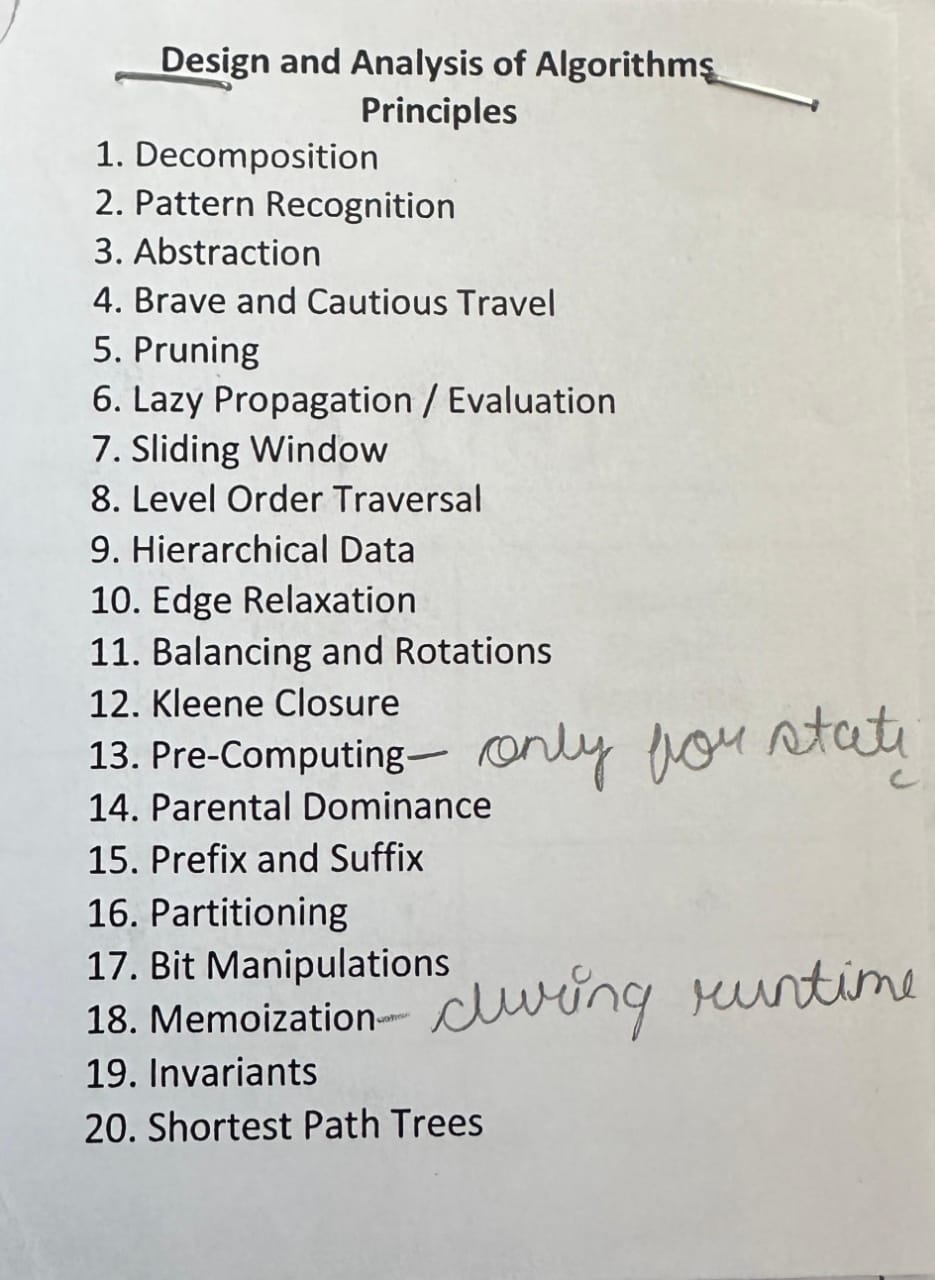 Design and Analysis of Algorithms
Principles
1. Decomposition
2. Pattern Recognition
3. Abstraction
4. Brave and Cautious Travel
5. Pruning
6. Lazy Propagation / Evaluation
7. Sliding Window
8. Level Order Traversal
9. Hierarchical Data
10. Edge Relaxation
11. Balancing and Rotations
12. Kleene Closure
13. Pre-Computing — only for static
14. Parental Dominance
15. Prefix and Suffix
16. Partitioning
17. Bit Manipulations
18. Memoization — during runtime
19. Invariants
20. Shortest Path Trees